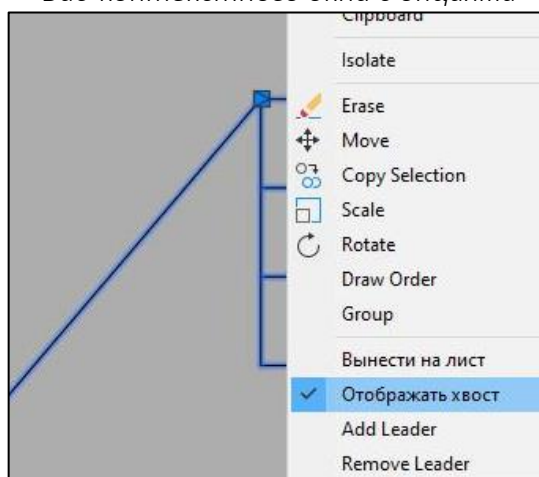 Clipboard
Isolate
Erase
Move
Copy Selection
Scale
Rotate
Draw Order
Group
Вынести на лист
Отображать хвост
Add Leader
Remove Leader